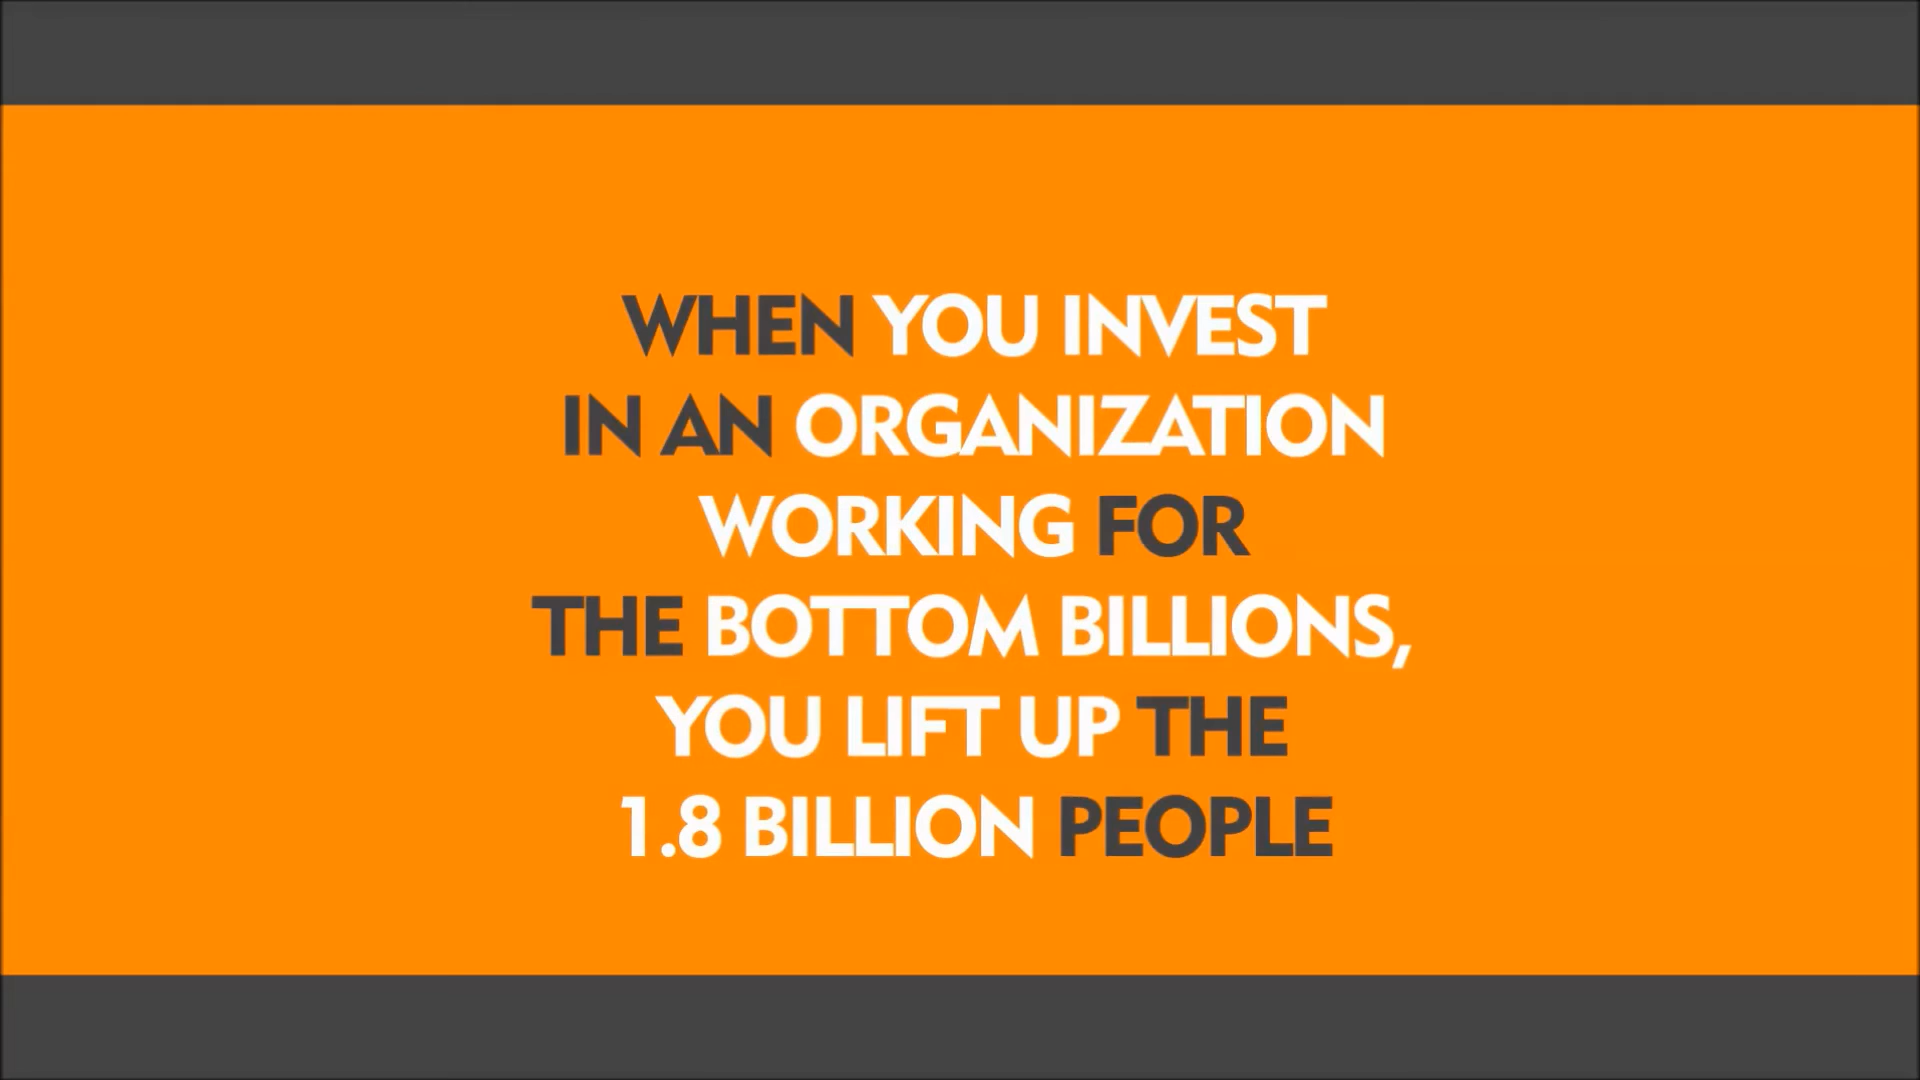 WHEN YOU INVEST
IN AN ORGANIZATION
WORKING FOR
THE BOTTOM BILLIONS,
YOU LIFT UP THE
1.8 BILLION PEOPLE